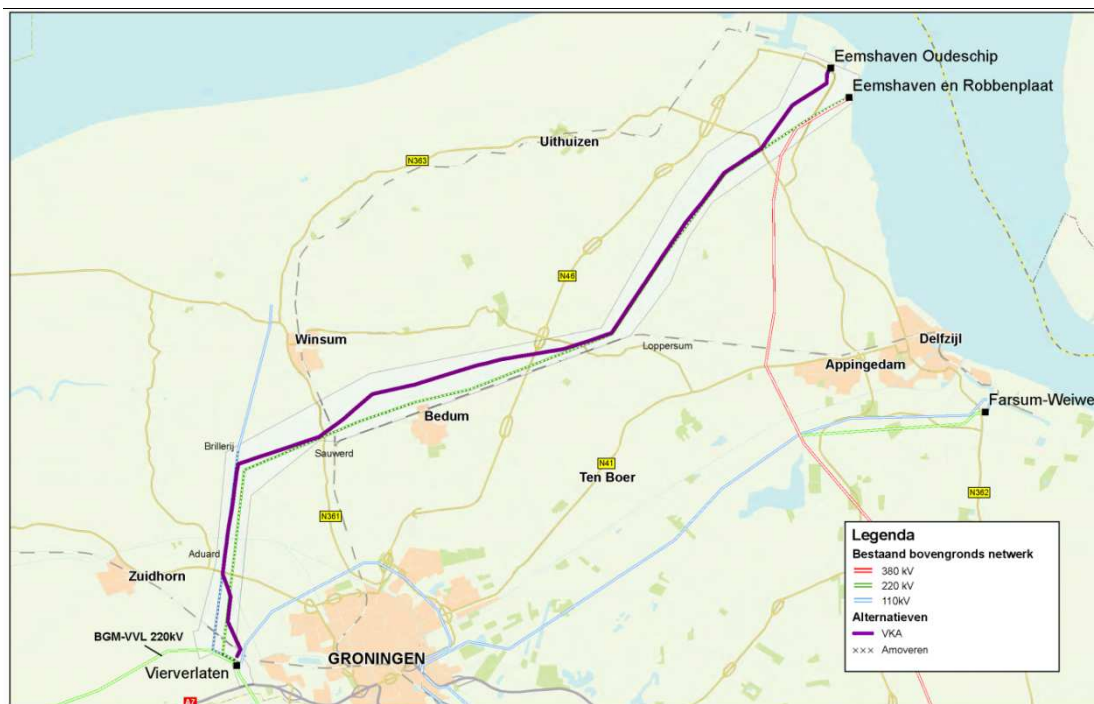 Eemshaven Oudeschip
Eemshaven en Robbenplaat
Uithuizen
N363
N46
Winsum
Loppersum
Delfzijl
Appingedam
Farsum-Weiwe
Bedum
Brillerij
Sauwerd
N41
Ten Boer
N362
N361
Aduard
Zuidhorn
BGM-VVL 220kV
Vierverlaten
GRONINGEN
A7
Legenda
Bestaand bovengronds netwerk
380 kV
220 kV
110kV
Alternatieven
VKA
Amoveren